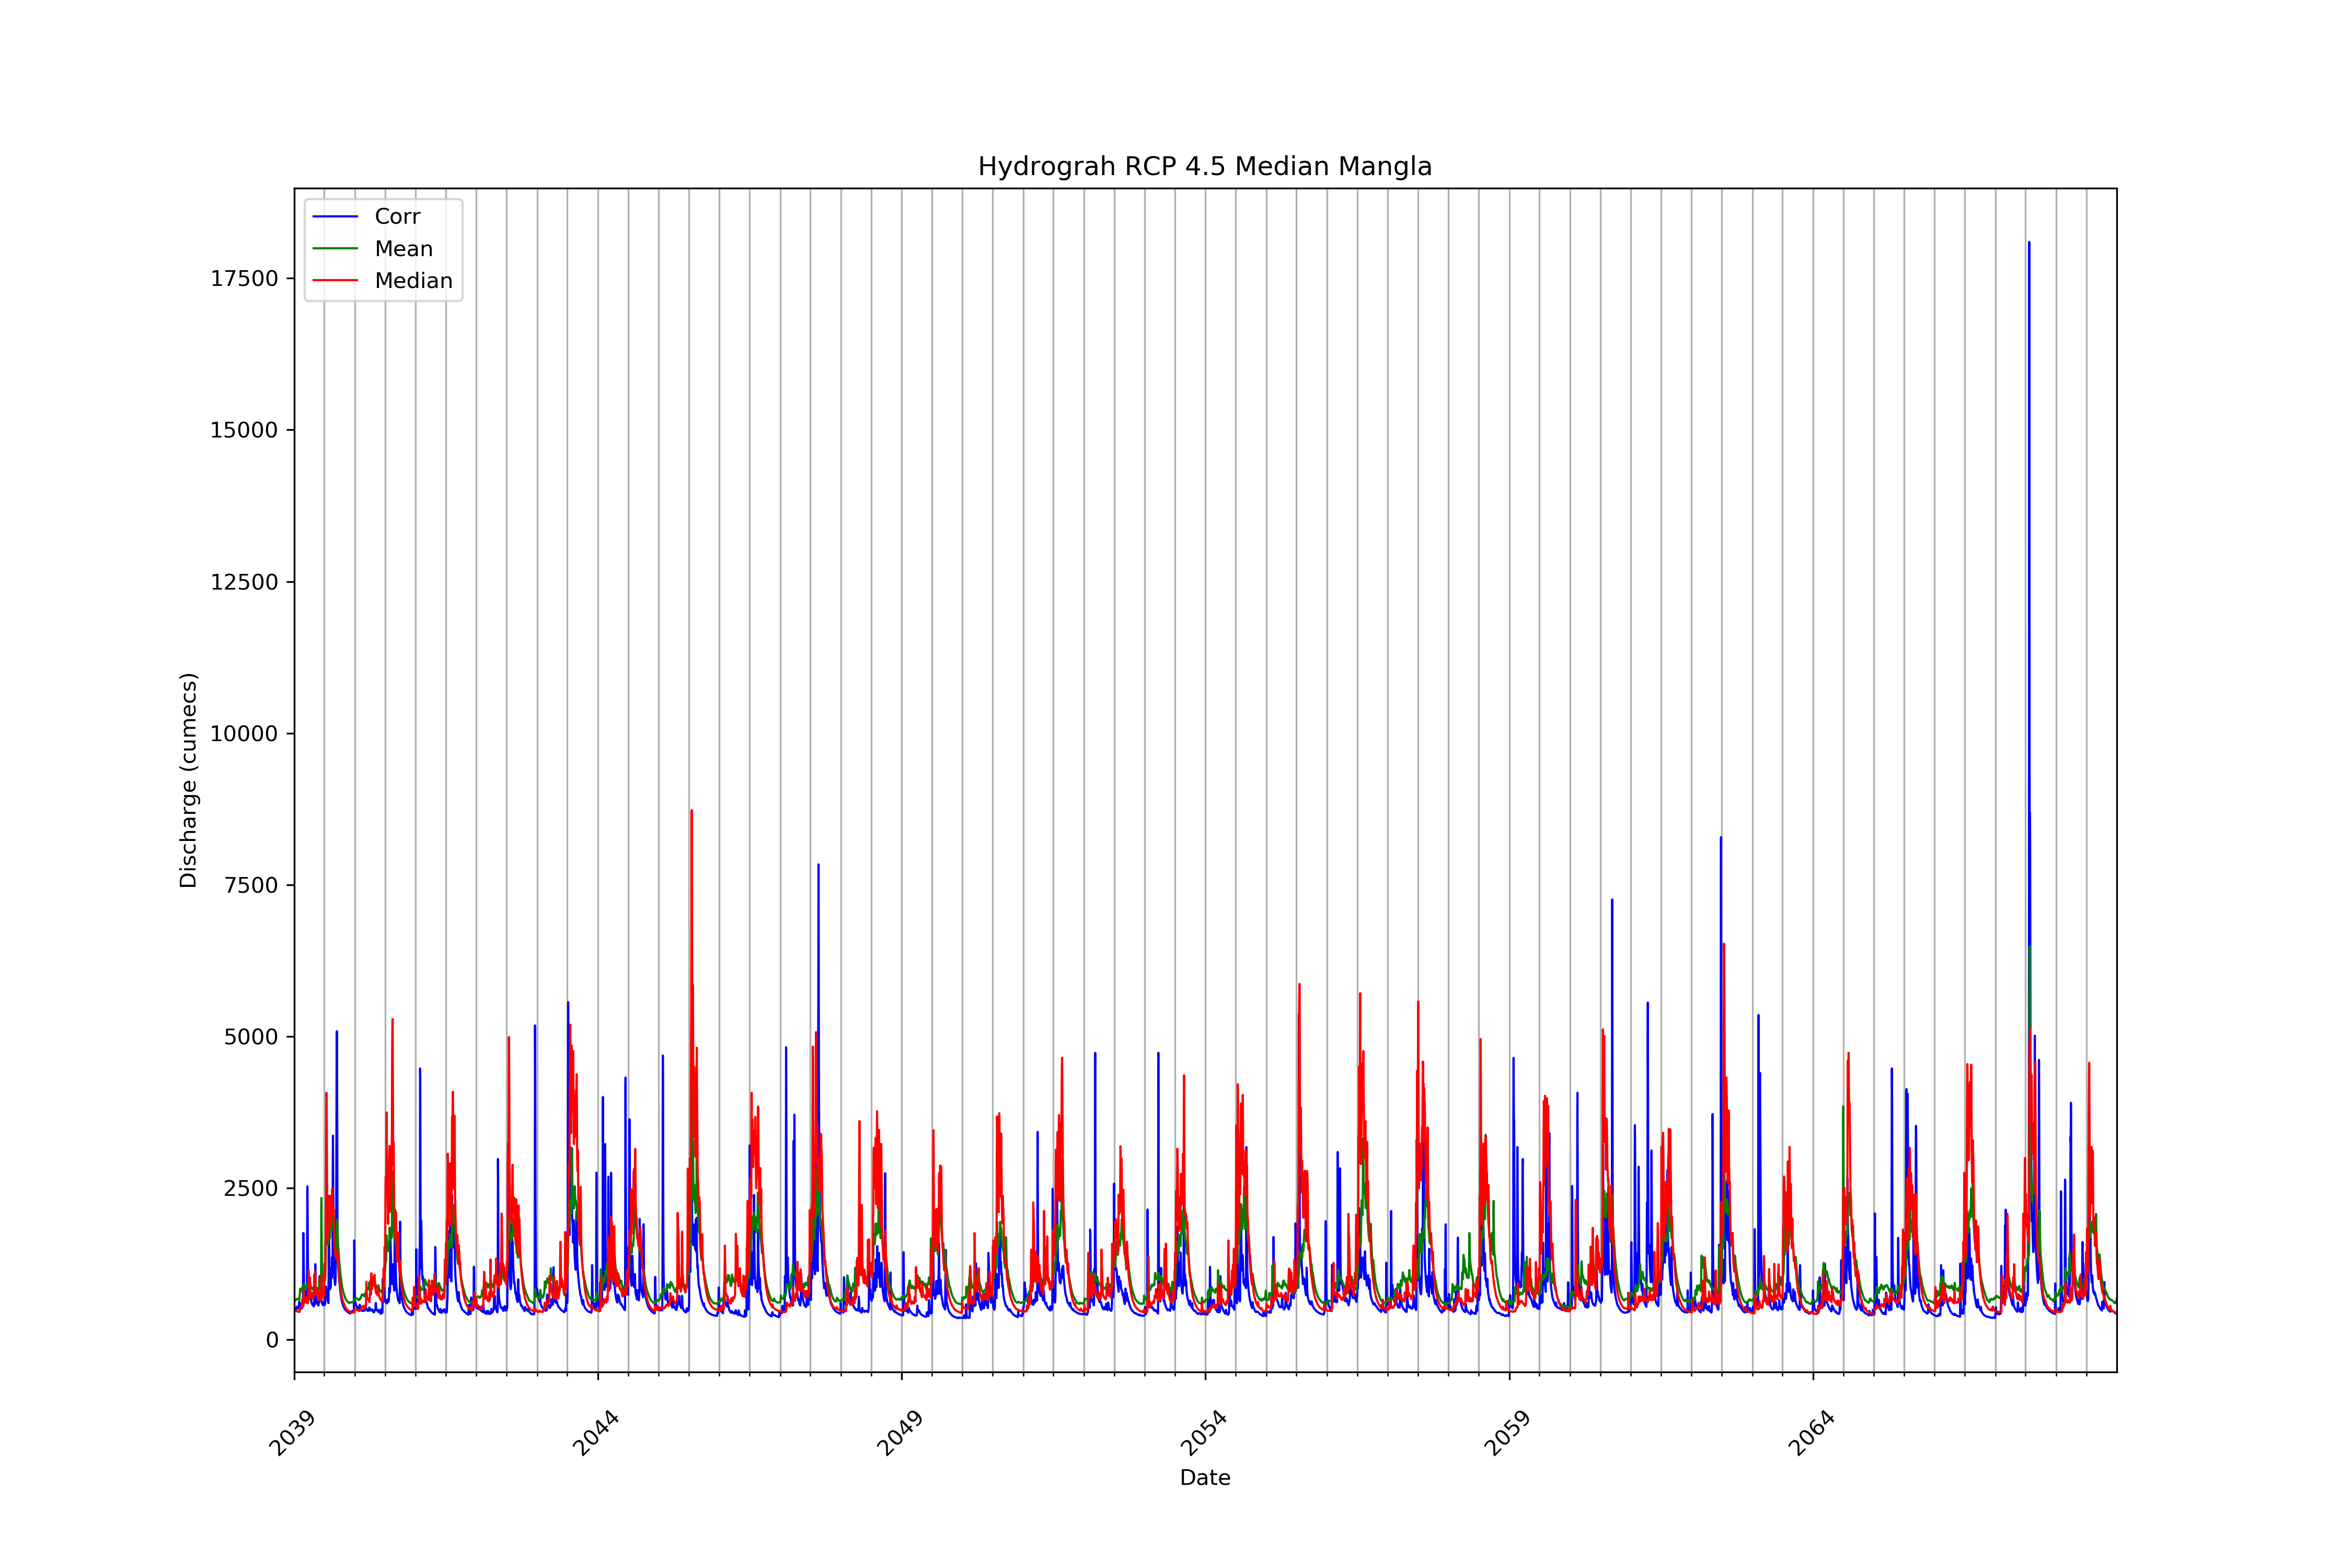 Hydrograh RCP 4.5 Median Mangla
Corr
Mean
Median
17500
15000
12500
10000
7500
5000
2500
0
Discharge (cumecs)
2039
2044
2049
2054
2059
2064
Date